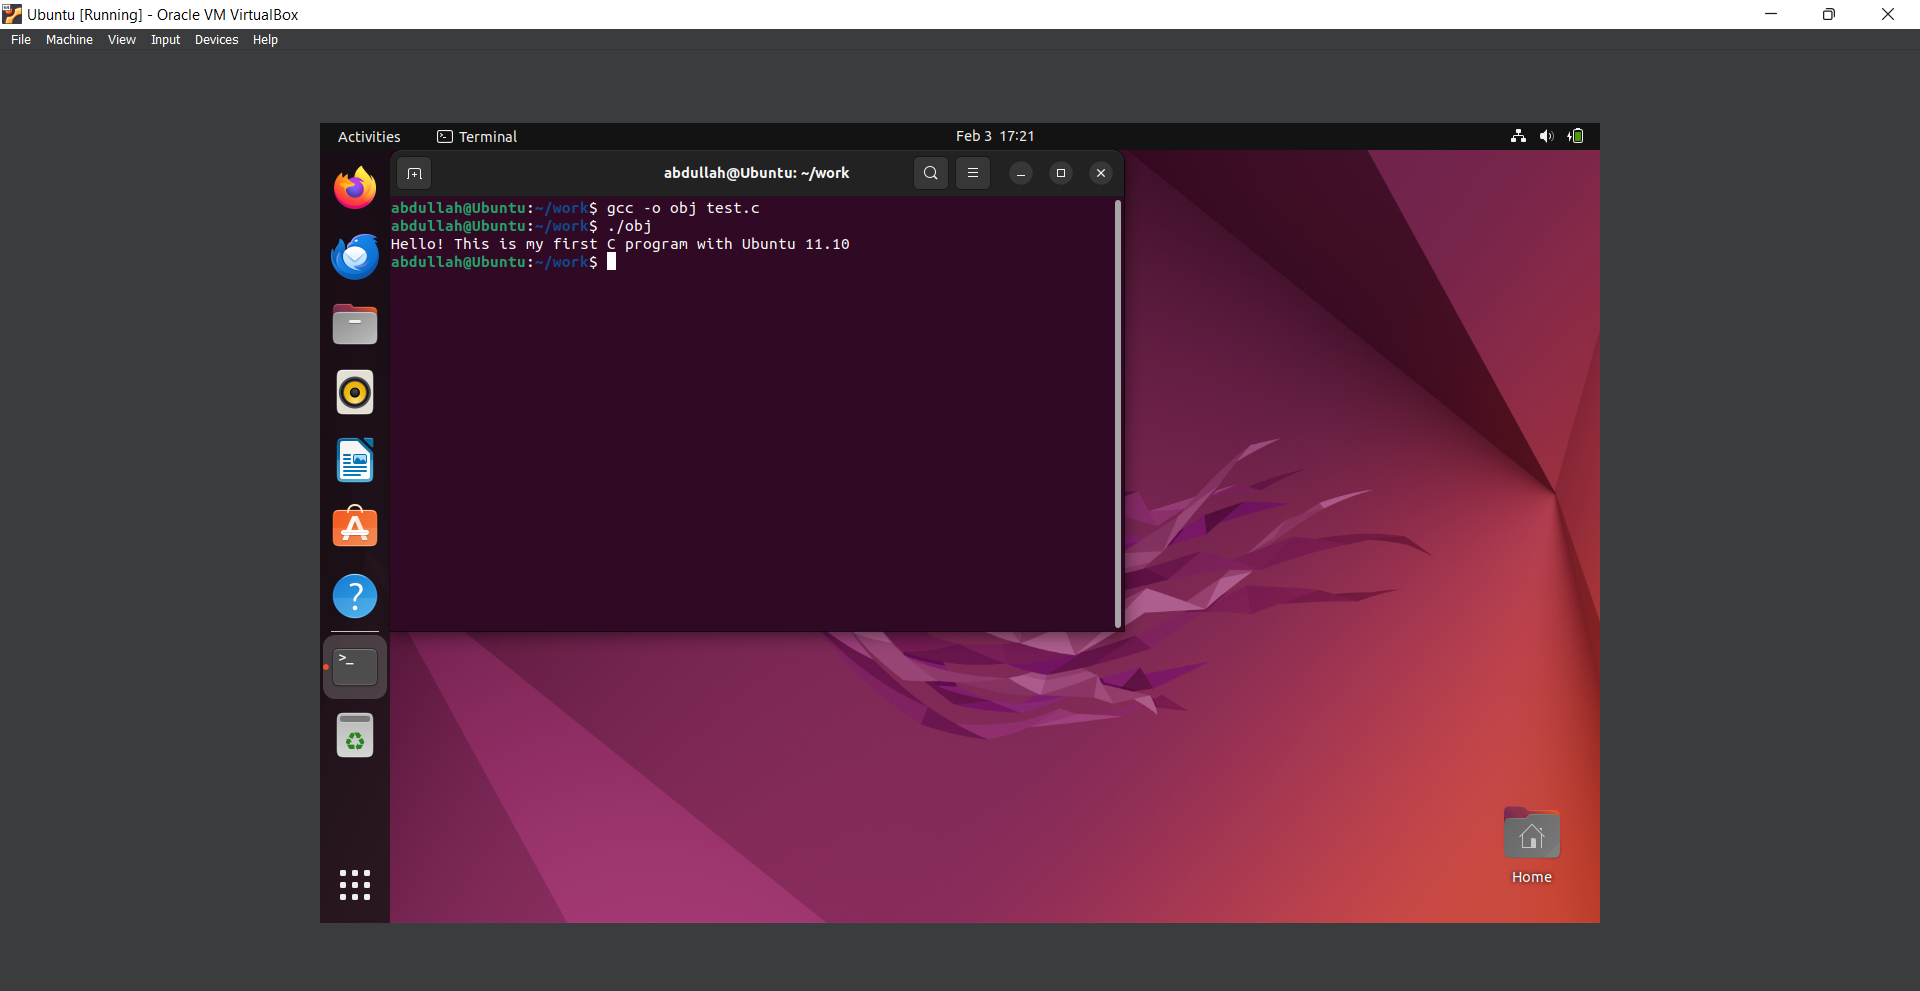 Ubuntu [Running] - Oracle VM VirtualBox
File Machine View Input Devices Help
Activities Terminal Feb 3 17:21
abdullah@Ubuntu: ~/work
abdullah@Ubuntu:~/work$ gcc -o obj test.c
abdullah@Ubuntu:~/work$ ./obj
Hello! This is my first C program with Ubuntu 11.10
abdullah@Ubuntu:~/work$
Home